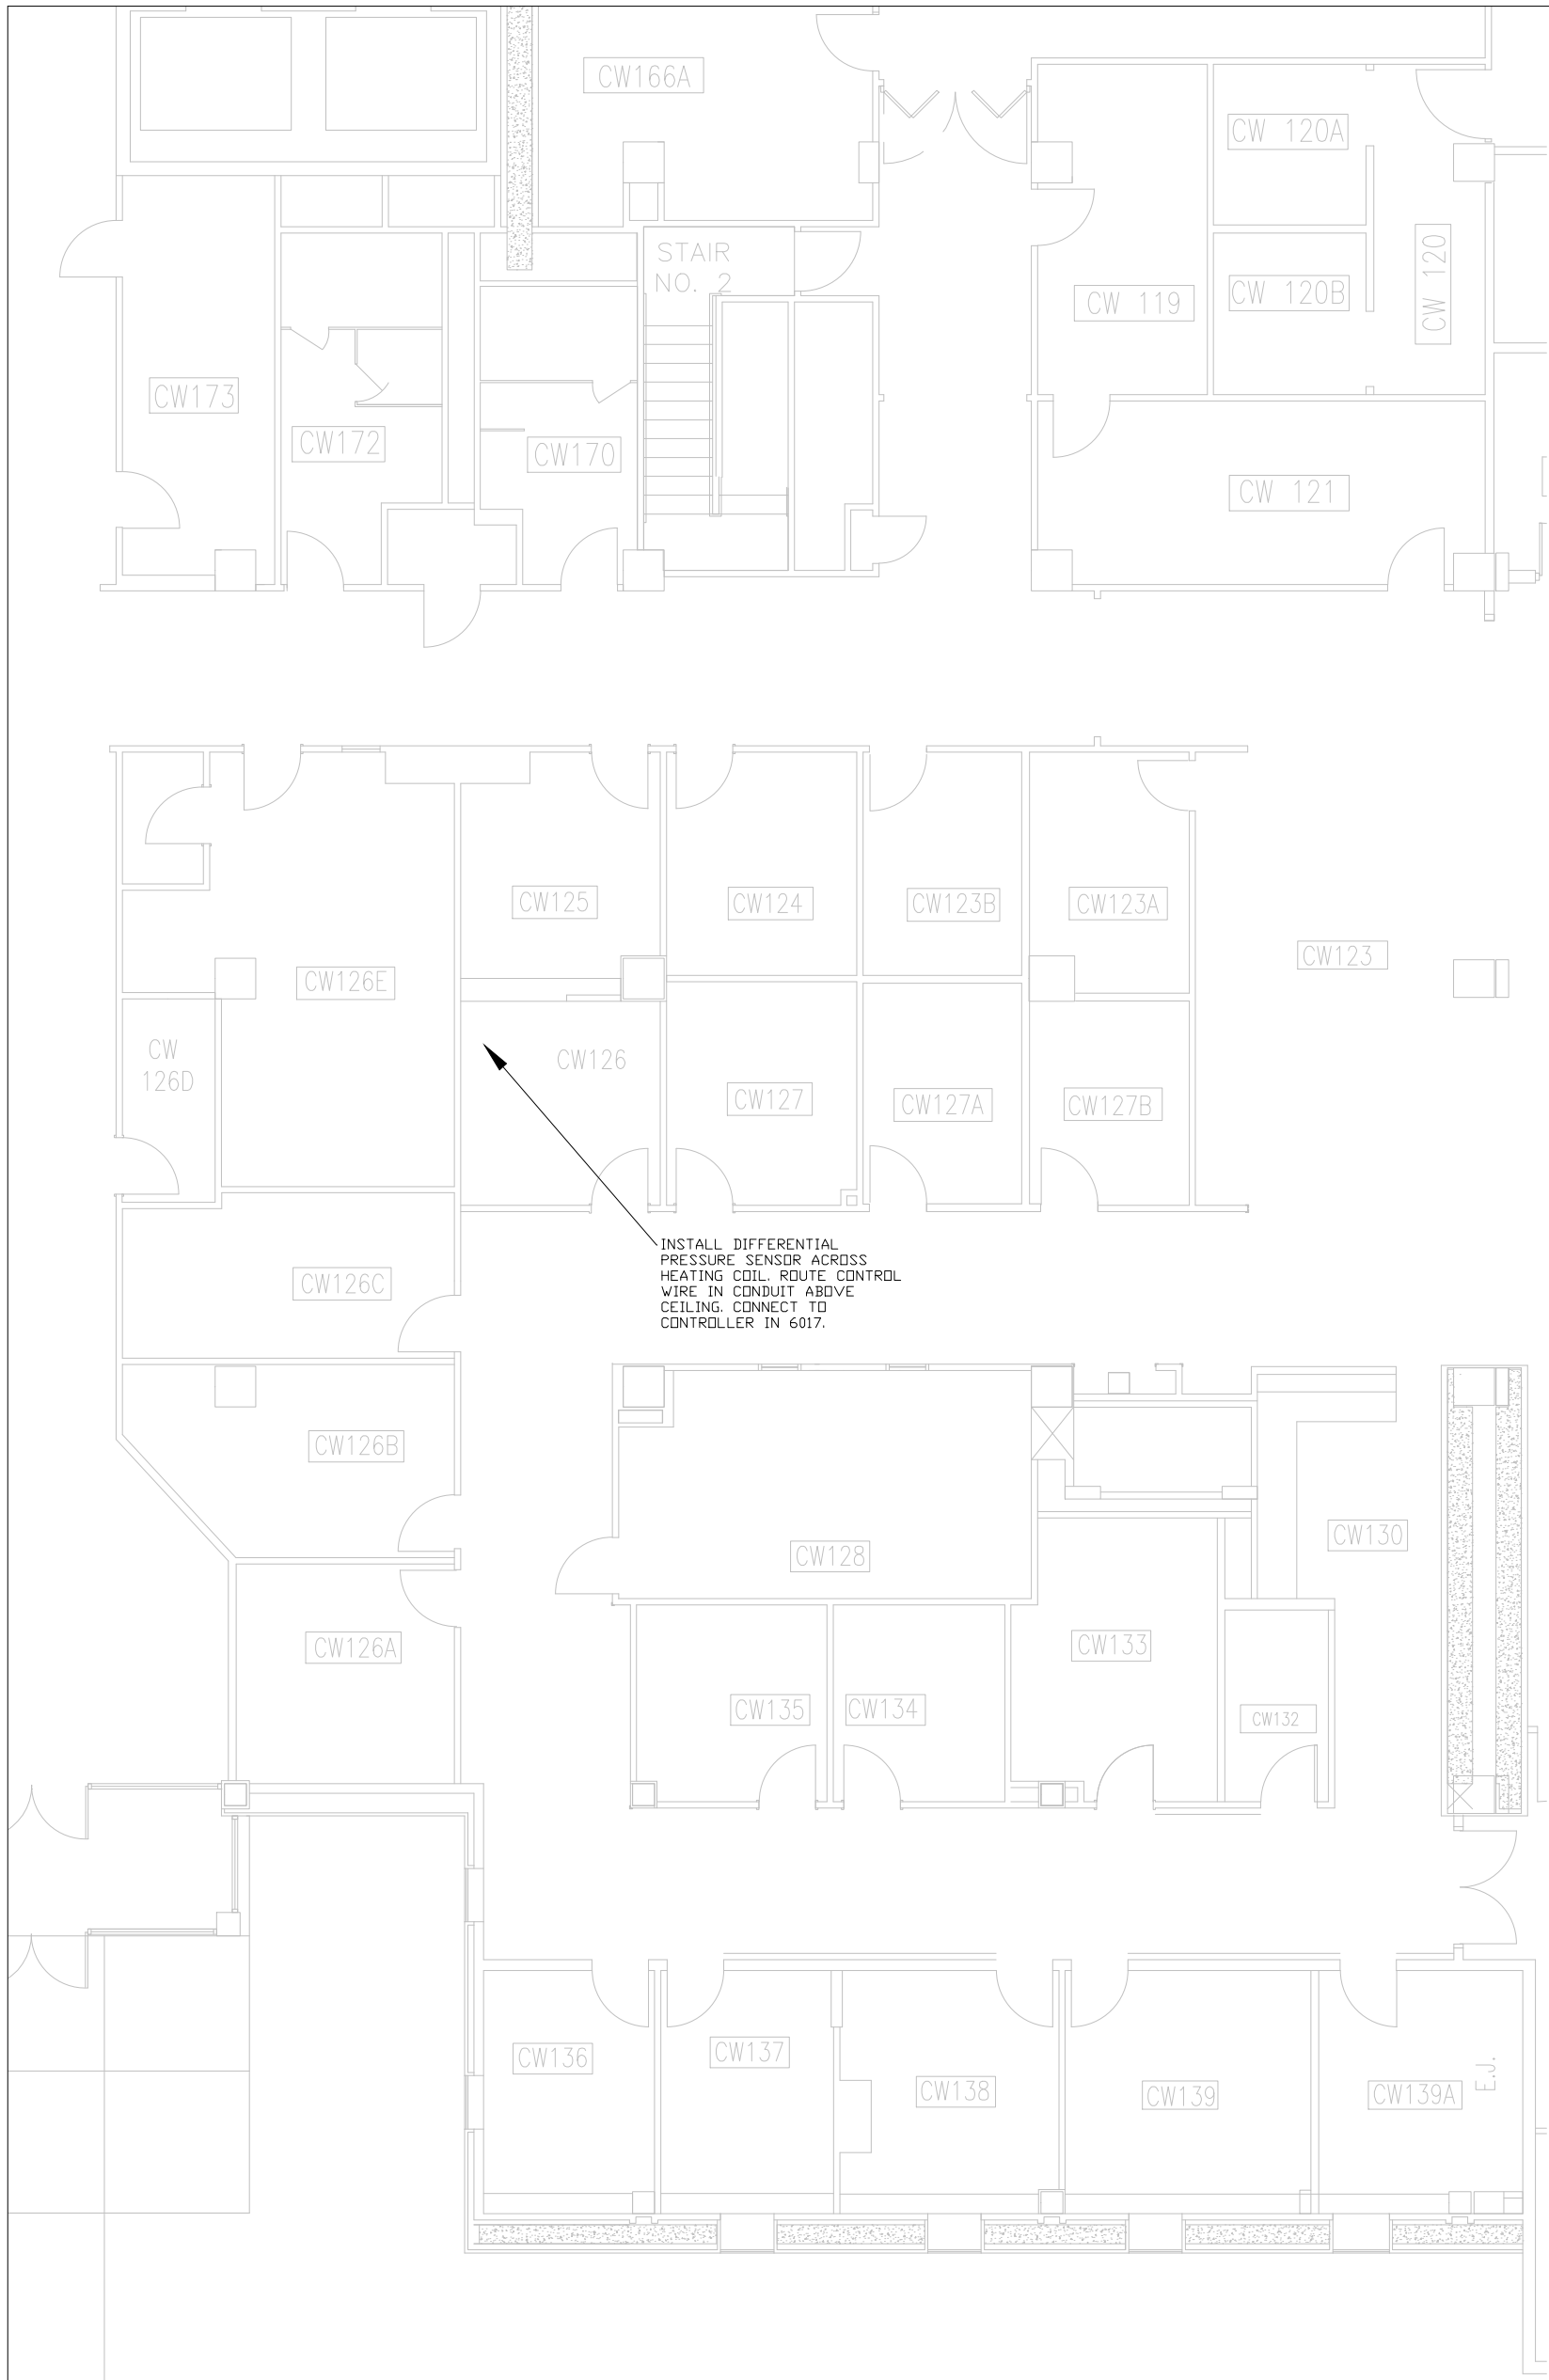 CW166A
CW 120A
STAIR
NO. 2
CW 120
CW 120B
CW 119
CW173
CW172
CW170
CW 121
CW125
CW124
CW123B
CW123A
CW123
CW126E
CW
126D
CW126
CW127
CW127A
CW127B
INSTALL DIFFERENTIAL
PRESSURE SENSOR ACROSS
HEATING COIL. ROUTE CONTROL
WIRE IN CONDUIT ABOVE
CEILING. CONNECT TO
CONTROLLER IN 6017.
CW126C
CW126B
CW128
CW130
CW126A
CW133
CW135
CW134
CW132
CW136
CW137
CW138
CW139
CW139A
E.J.